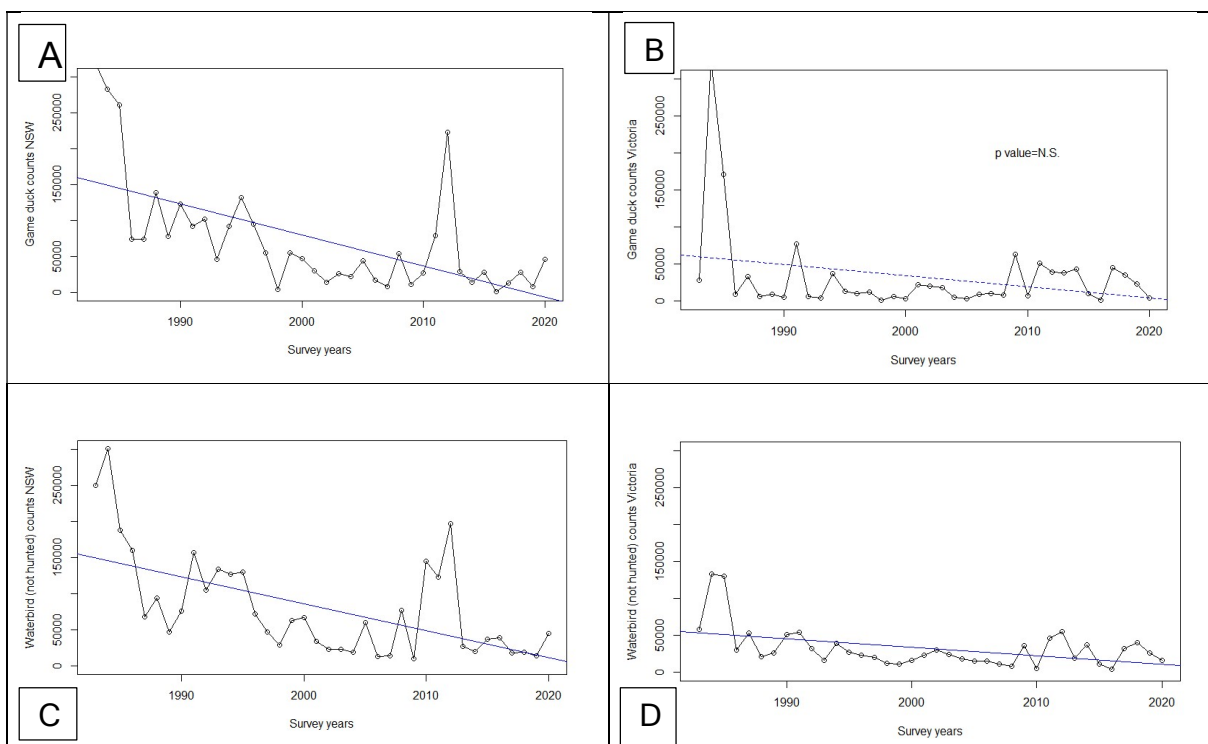 A
Game duck counts NSW
250000
150000
50000
0
1990
2000
2010
2020
Survey years
B
Game duck counts Victoria
250000
150000
50000
0
p value=N.S.
1990
2000
2010
2020
Survey years
Waterbird (not hunted) counts NSW
250000
150000
50000
0
1990
2000
2010
2020
Survey years
C
Waterbird (not hunted) counts Victoria
250000
150000
50000
0
1990
2000
2010
2020
Survey years
D